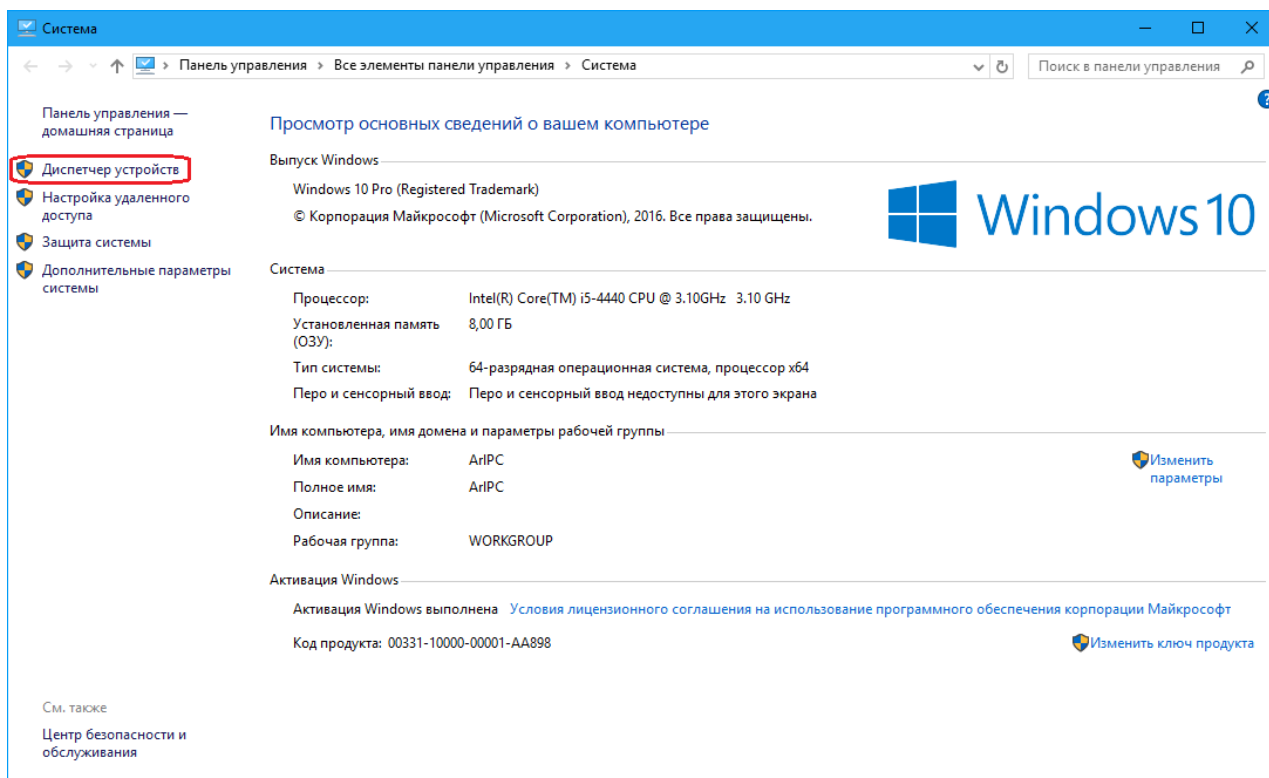 Система
Панель управления › Все элементы панели управления › Система
Поиск в панели управления
Панель управления —
домашняя страница
Диспетчер устройств
Настройка удаленного
доступа
Защита системы
Дополнительные параметры
системы
Просмотр основных сведений о вашем компьютере
Выпуск Windows
Windows 10 Pro (Registered Trademark)
© Корпорация Майкрософт (Microsoft Corporation), 2016. Все права защищены.
Windows 10
Система
Процессор: Intel(R) Core(TM) i5-4440 CPU @ 3.10GHz 3.10 GHz
Установленная память 8,00 ГБ
(ОЗУ):
Тип системы: 64-разрядная операционная система, процессор x64
Перо и сенсорный ввод: Перо и сенсорный ввод недоступны для этого экрана
Имя компьютера, имя домена и параметры рабочей группы
Имя компьютера: ArIPC
Изменить
параметры
Полное имя: ArIPC
Описание:
Рабочая группа: WORKGROUP
Активация Windows
Активация Windows выполнена Условия лицензионного соглашения на использование программного обеспечения корпорации Майкрософт
Код продукта: 00331-10000-00001-AA898 Изменить ключ продукта
См. также
Центр безопасности и
обслуживания